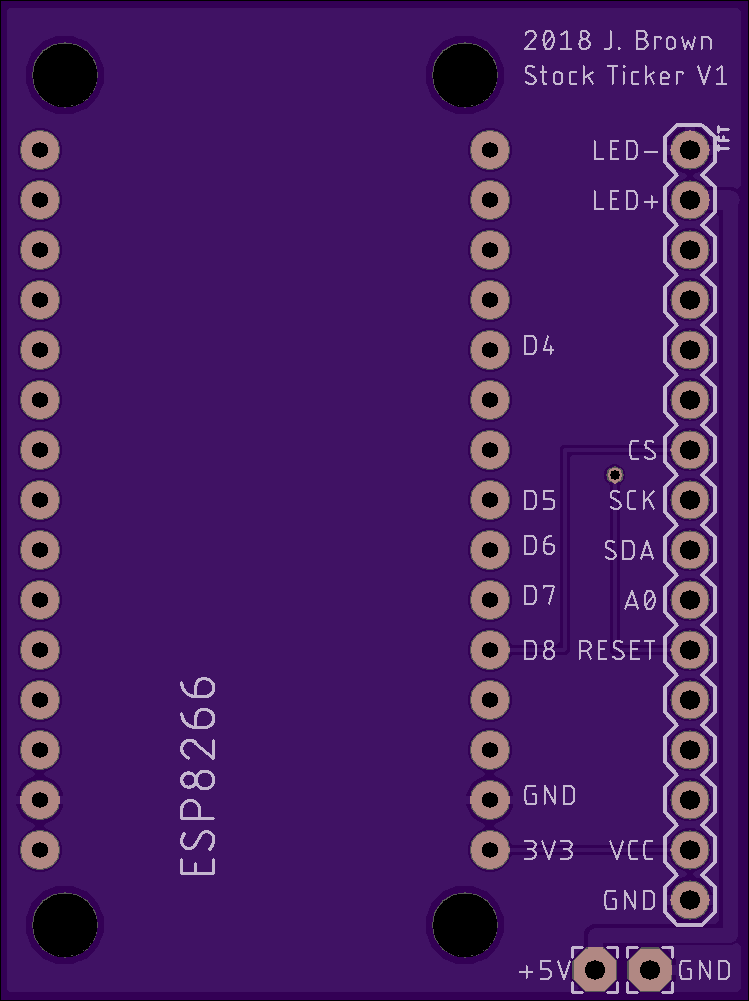 2018 J. Brown
Stock Ticker V1
TFT
LED-
LED+
D4
CS
D5 SCK
D6 SDA
D7 A0
D8 RESET
ESP8266
GND
3V3 VCC
GND
+5V GND